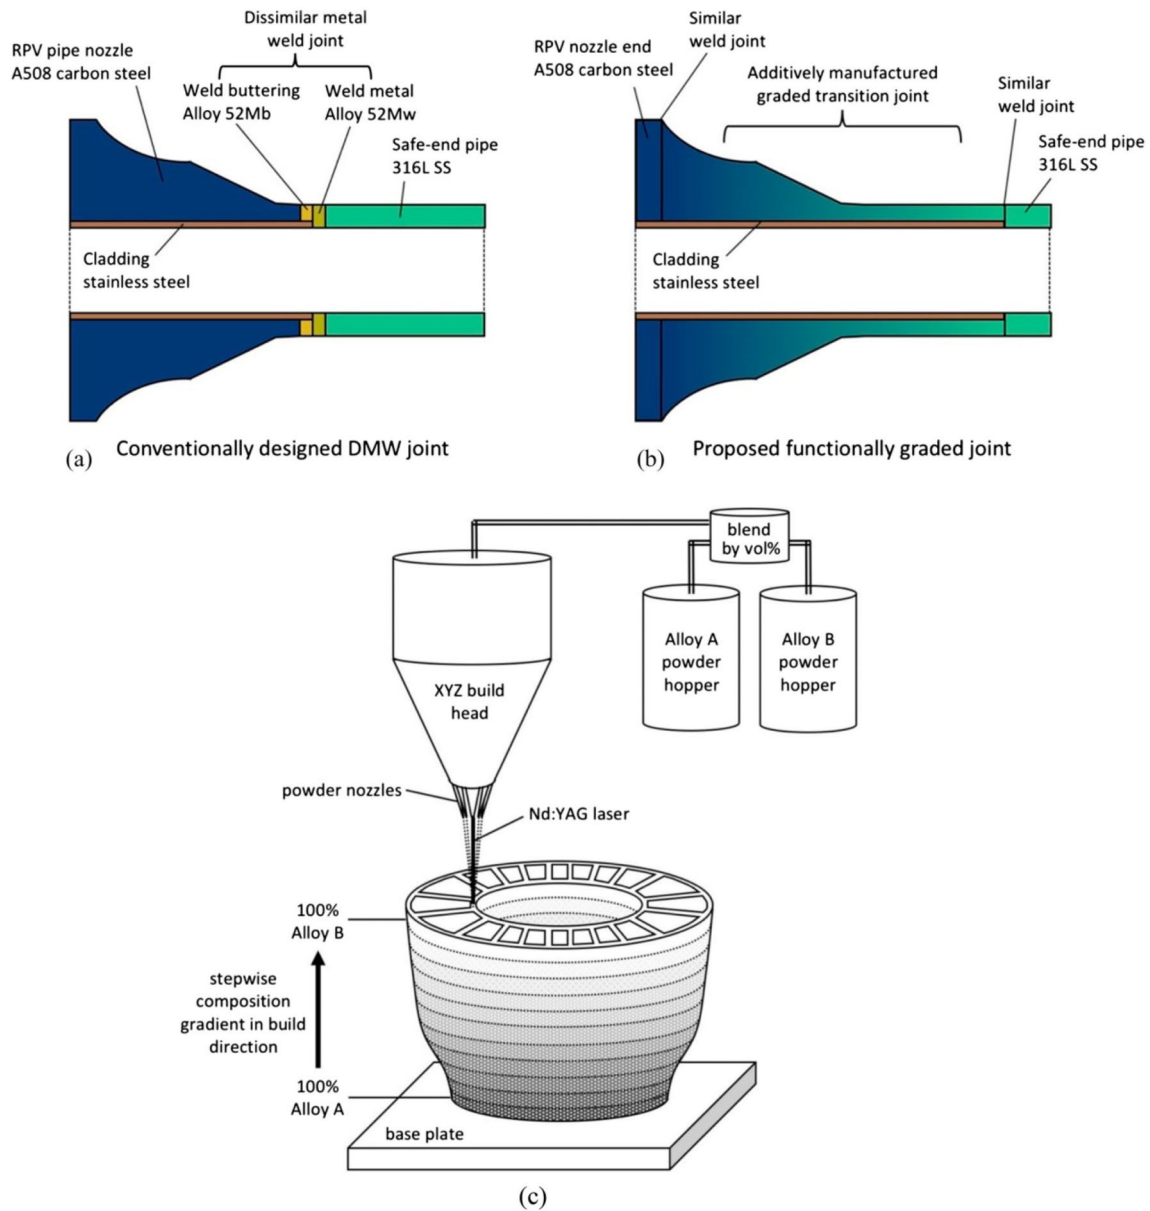 RPV pipe nozzle
A508 carbon steel
Dissimilar metal
weld joint
Weld buttering
Alloy 52Mb
Weld metal
Alloy 52Mw
Safe-end pipe
316L SS
Cladding
stainless steel
(a) Conventionally designed DMW joint
RPV nozzle end
A508 carbon steel
Similar
weld joint
Additively manufactured
graded transition joint
Similar
weld joint
Safe-end pipe
316L SS
Cladding
stainless steel
(b) Proposed functionally graded joint
blend
by vol%
Alloy A
powder
hopper
Alloy B
powder
hopper
XYZ build
head
powder nozzles
Nd:YAG laser
100%
Alloy B
stepwise
composition
gradient in build
direction
100%
Alloy A
base plate
(c)